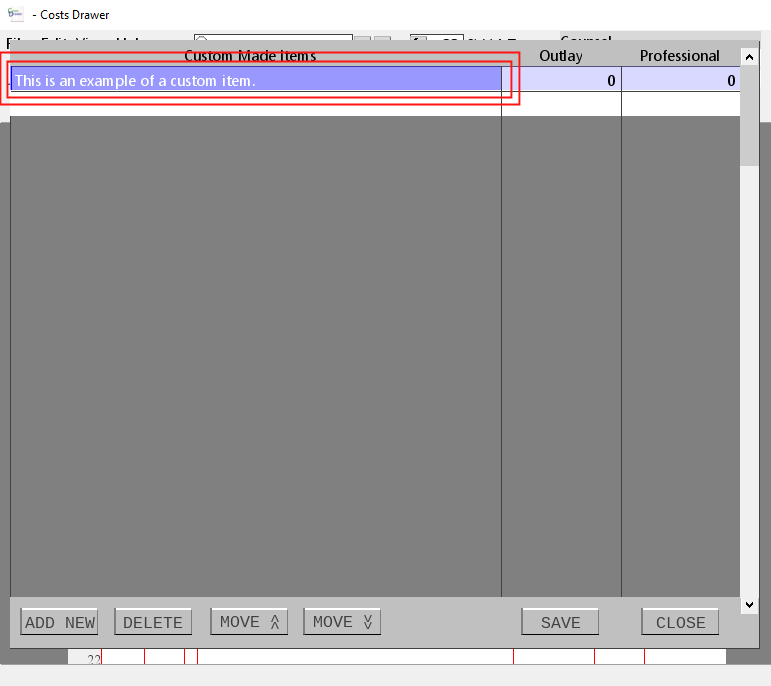 - Costs Drawer
Custom Made Items Outlay Professional
This is an example of a custom item. 0 0
ADD NEW DELETE MOVE MOVE SAVE CLOSE
22